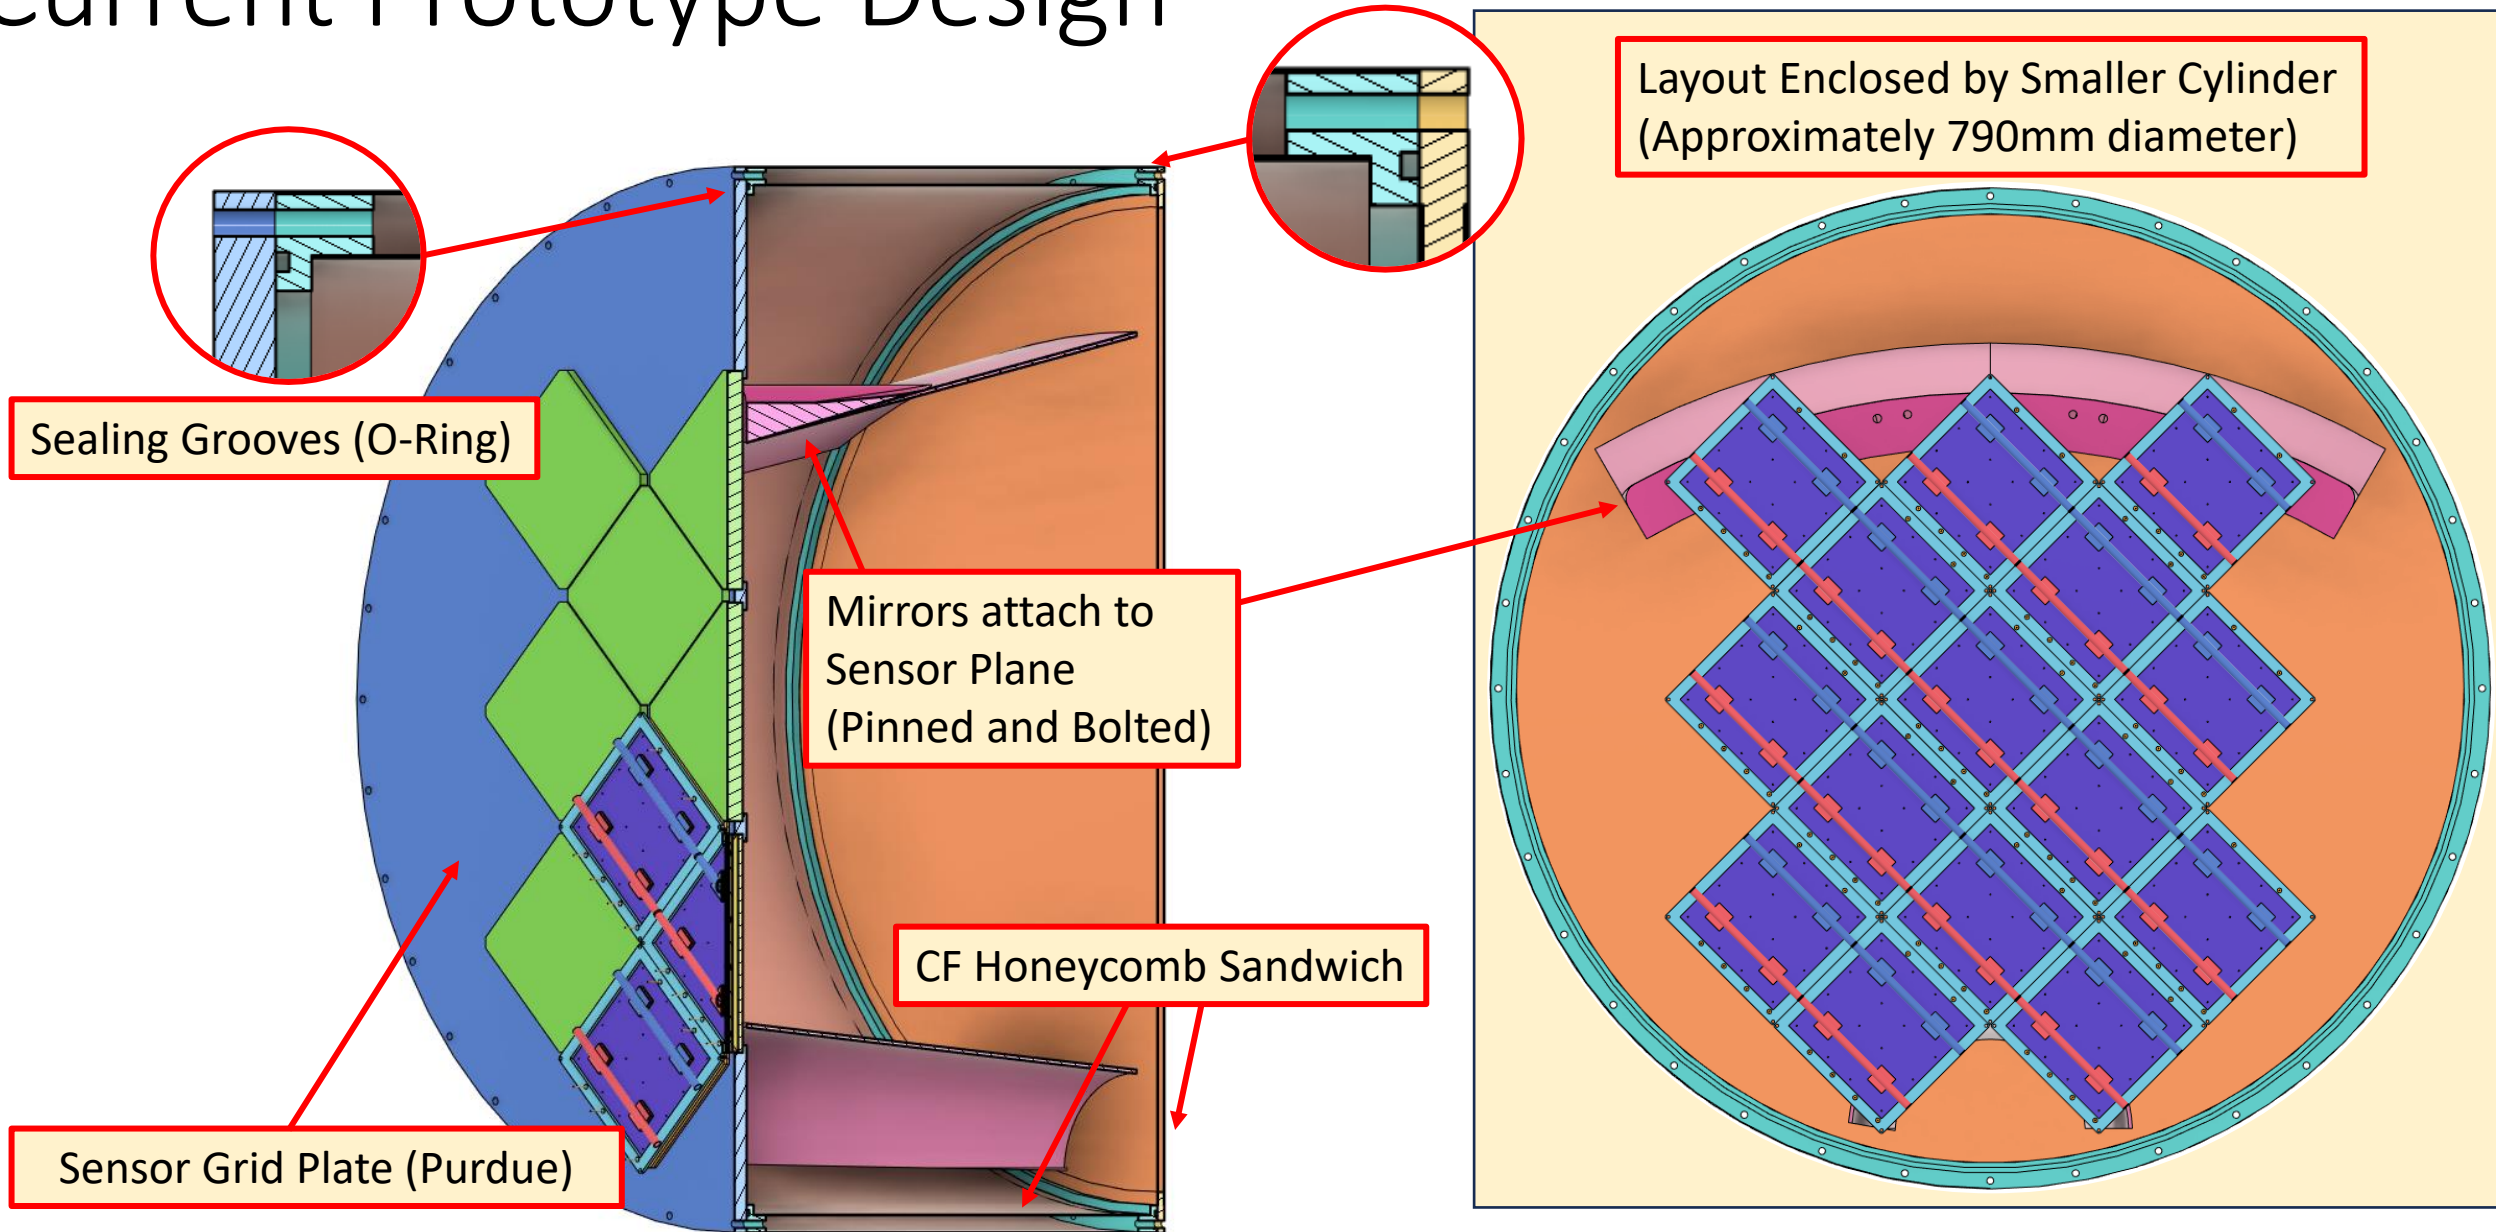 Current Prototype Design
Layout Enclosed by Smaller Cylinder
(Approximately 790mm diameter)
Sealing Grooves (O-Ring)
Mirrors attach to
Sensor Plane
(Pinned and Bolted)
CF Honeycomb Sandwich
Sensor Grid Plate (Purdue)